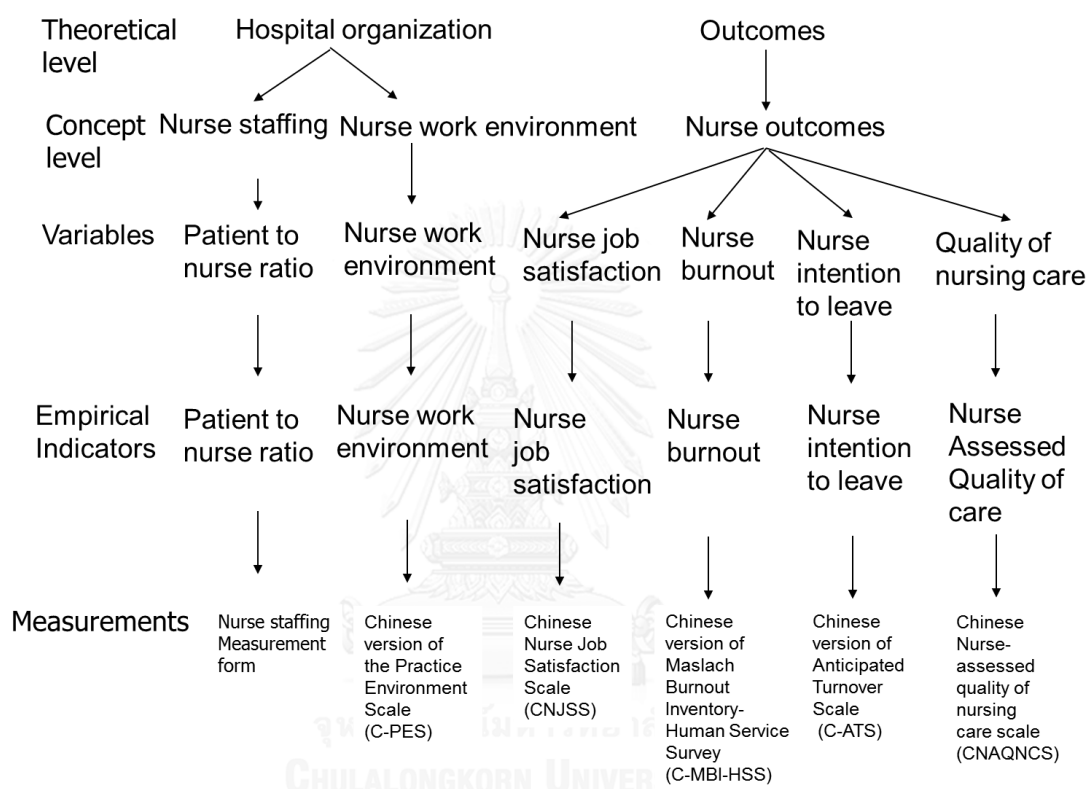 Theoretical
level
Hospital organization
Outcomes
Concept
level
Nurse staffing
Nurse work environment
Nurse outcomes
Variables
Patient to
nurse ratio
Nurse work
environment
Nurse job
satisfaction
Nurse
burnout
Nurse
intention
to leave
Quality of
nursing care
Empirical
Indicators
Patient to
nurse ratio
Nurse work
environment
Nurse
job
satisfaction
Nurse
burnout
Nurse
intention
to leave
Nurse
Assessed
Quality of
care
Measurements
Nurse staffing
Measurement
form
Chinese
version of
the Practice
Environment
Scale
(C-PES)
Chinese
Nurse Job
Satisfaction
Scale
(CNJSS)
Chinese
version of
Maslach
Burnout
Inventory-
Human Service
Survey
(C-MBI-HSS)
Chinese
version of
Anticipated
Turnover
Scale
(C-ATS)
Chinese
Nurse-
assessed
quality of
nursing
care scale
(CNAQNCS)
CHULALONGKORN UNIVER